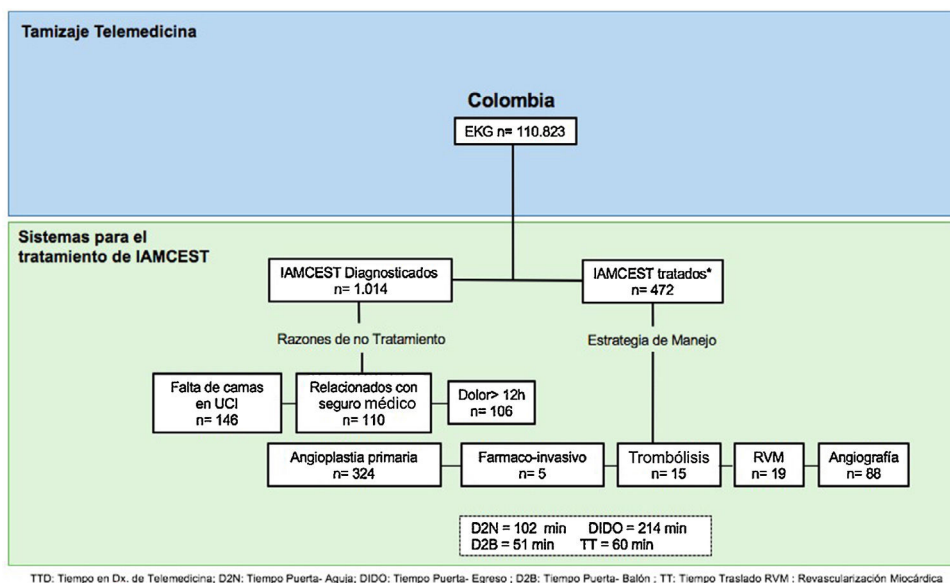 Tamizaje Telemedicina
Colombia
EKG n= 110.823
Sistemas para el
tratamiento de IAMCEST
IAMCEST Diagnosticados
n= 1.014
IAMCEST tratados*
n= 472
Razones de no Tratamiento
Estrategia de Manejo
Falta de camas
en UCI
n= 146
Relacionados con
seguro médico
n= 110
Dolor> 12h
n= 106
Angioplastia primaria
n= 324
Farmaco-invasivo
n= 5
Trombólisis
n= 15
RVM
n= 19
Angiografía
n= 88
D2N = 102 min DIDO = 214 min
D2B = 51 min TT = 60 min
TTD: Tiempo en Dx. de Telemedicina; D2N: Tiempo Puerta- Aguja; DIDO: Tiempo Puerta- Egreso ; D2B: Tiempo Puerta- Balón ; TT: Tiempo Traslado RVM : Revascularización Miocárdica